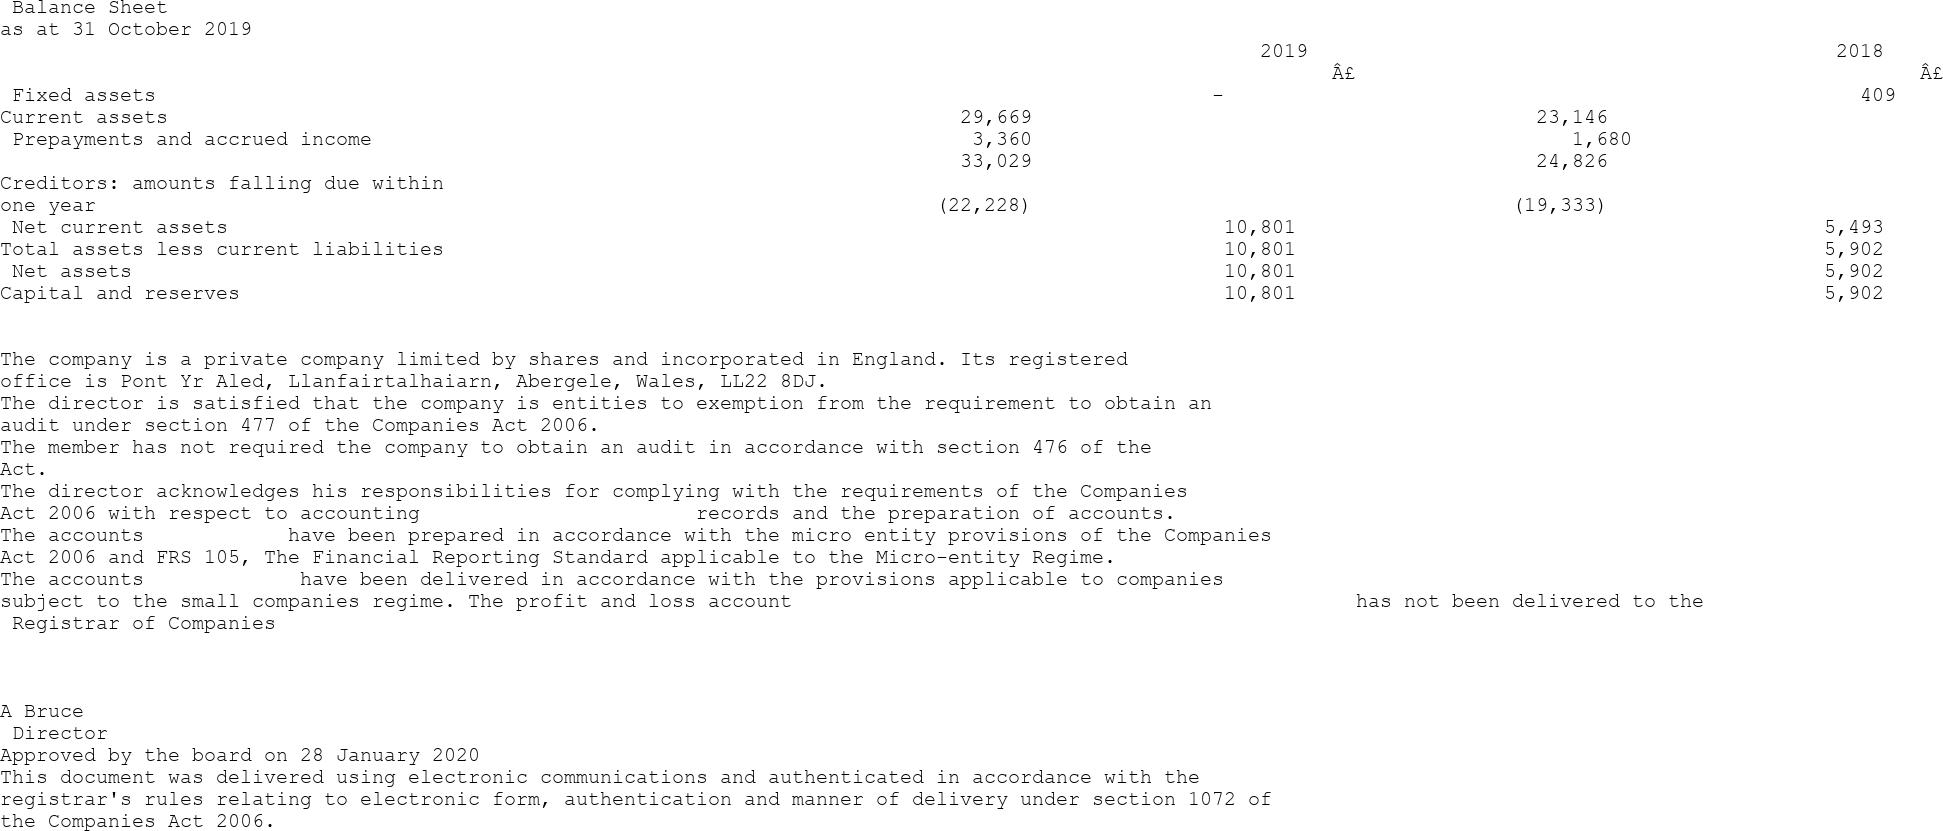 Balance Sheet
as at 31 October 2019
2019 2018
Â£ Â£
Fixed assets - 409
Current assets 29,669 23,146
Prepayments and accrued income 3,360 1,680
33,029 24,826
Creditors: amounts falling due within
one year (22,228) (19,333)
Net current assets 10,801 5,493
Total assets less current liabilities 10,801 5,902
Net assets 10,801 5,902
Capital and reserves 10,801 5,902
The company is a private company limited by shares and incorporated in England. Its registered
office is Pont Yr Aled, Llanfairtalhaiarn, Abergele, Wales, LL22 8DJ.
The director is satisfied that the company is entities to exemption from the requirement to obtain an
audit under section 477 of the Companies Act 2006.
The member has not required the company to obtain an audit in accordance with section 476 of the
Act.
The director acknowledges his responsibilities for complying with the requirements of the Companies
Act 2006 with respect to accounting records and the preparation of accounts.
The accounts have been prepared in accordance with the micro entity provisions of the Companies
Act 2006 and FRS 105, The Financial Reporting Standard applicable to the Micro-entity Regime.
The accounts have been delivered in accordance with the provisions applicable to companies
subject to the small companies regime. The profit and loss account has not been delivered to the
Registrar of Companies
A Bruce
Director
Approved by the board on 28 January 2020
This document was delivered using electronic communications and authenticated in accordance with the
registrar's rules relating to electronic form, authentication and manner of delivery under section 1072 of
the Companies Act 2006.